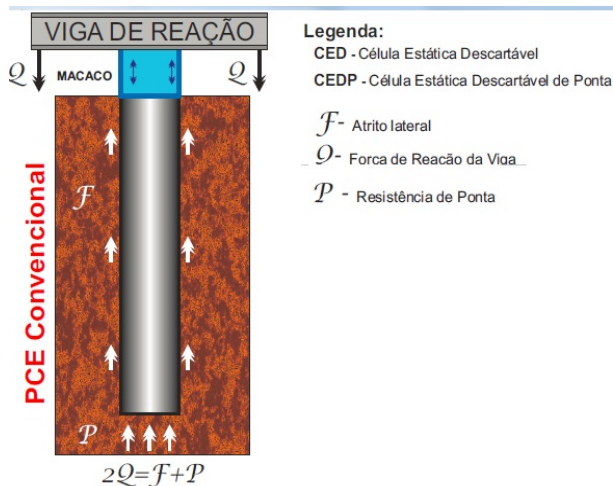 VIGA DE REAÇÃO
Q
MACACO
Q
PCE Convencional
F
P
2Q=F+P
Legenda:
CED - Célula Estática Descartável
CEDP - Célula Estática Descartável de Ponta
F- Atrito lateral
Q- Forca de Reacão da Viga
P - Resistência de Ponta